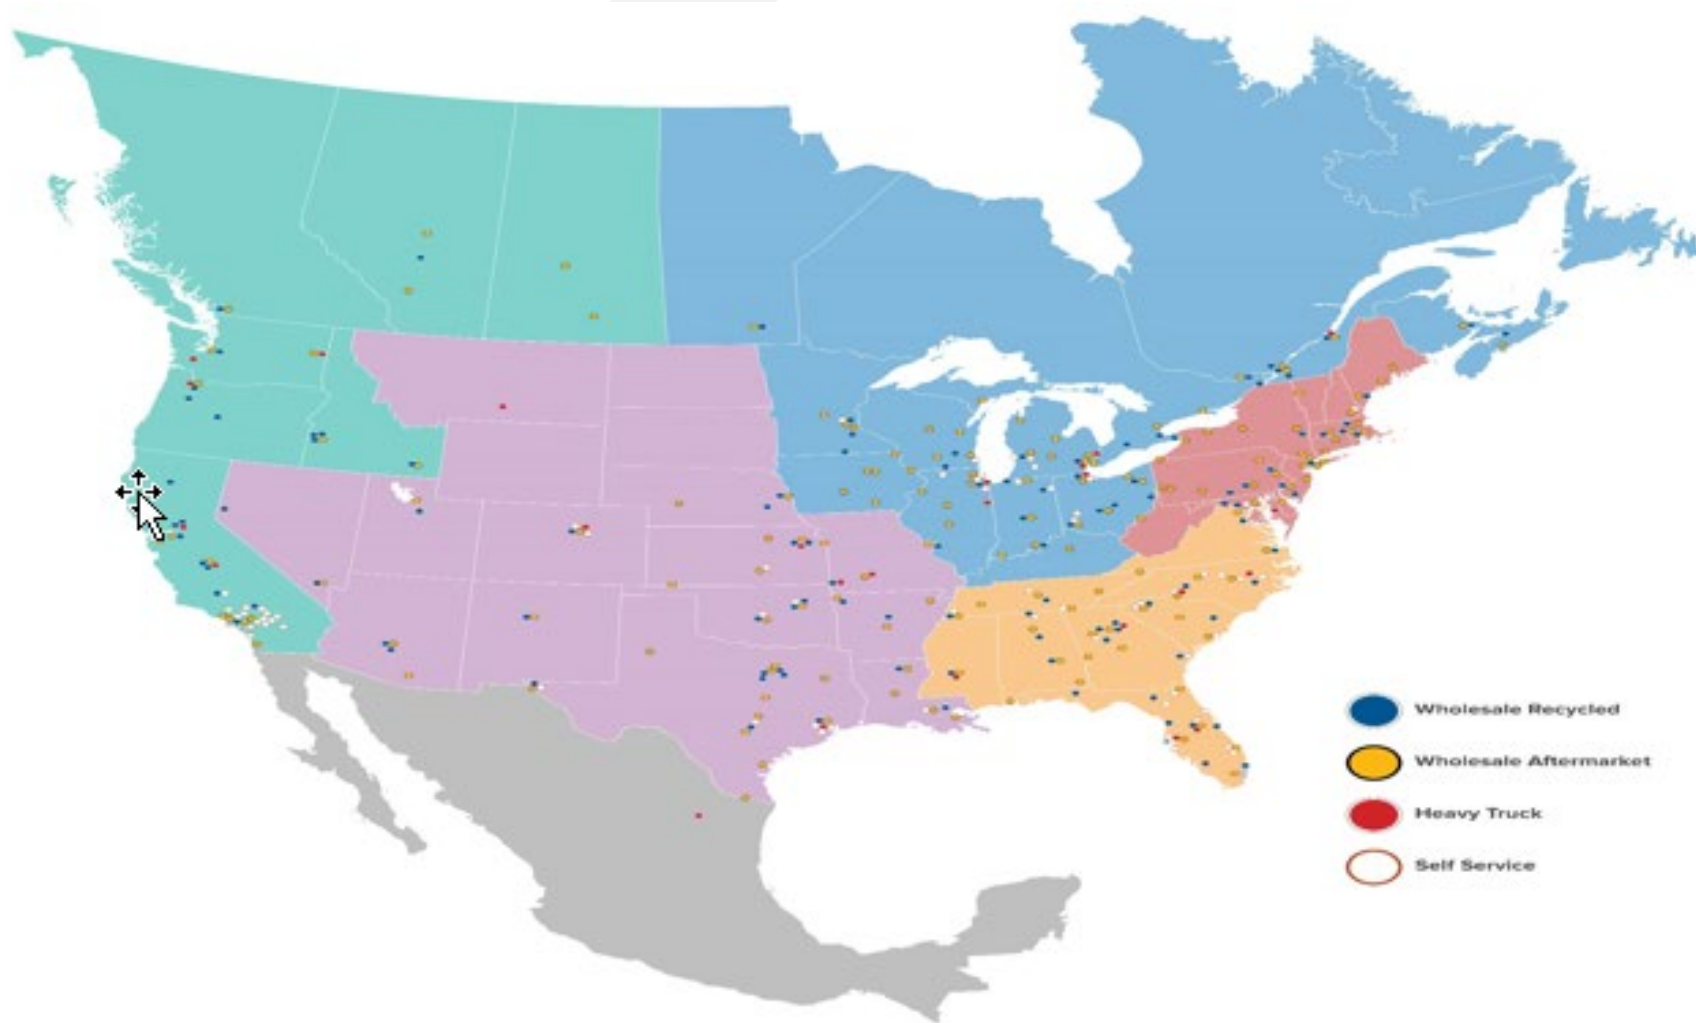 Wholesale Recycled
Wholesale Aftermarket
Heavy Truck
Self Service